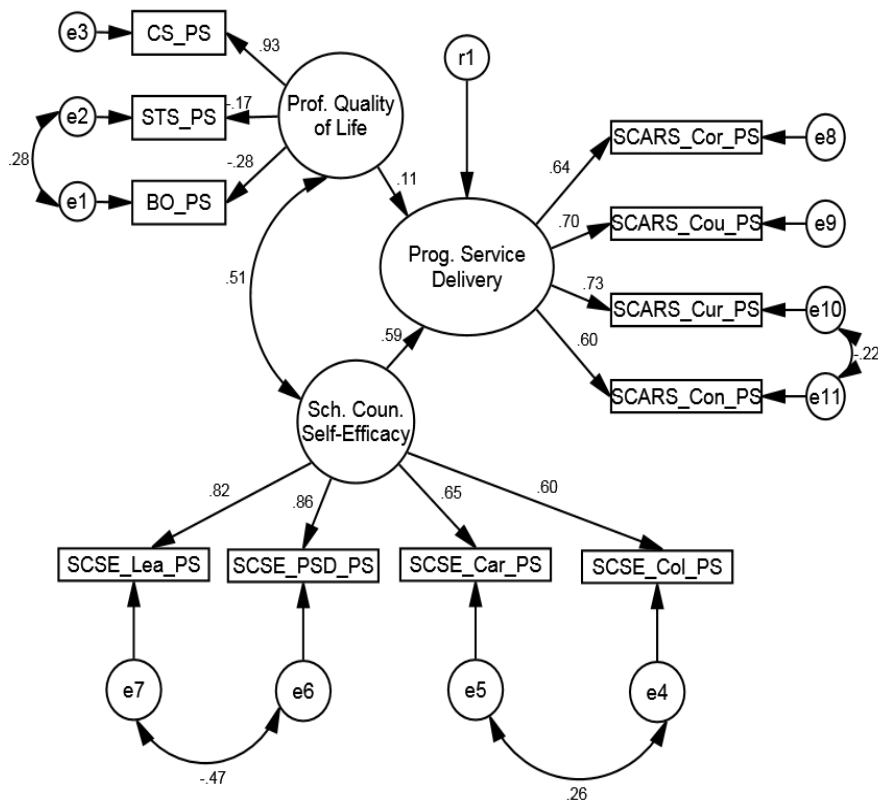 e3
CS_PS
.93
r1
Prof. Quality
of Life
e2
STS_PS
-.17
SCARS_Cor_PS
e8
.28
-.28
.64
e1
BO_PS
.11
SCARS_Cou_PS
e9
.70
Prog. Service
Delivery
.51
.73
SCARS_Cur_PS
e10
.59
.60
-.22
SCARS_Con_PS
e11
Sch. Coun.
Self-Efficacy
.82
.86
.65
.60
SCSE_Lea_PS
SCSE_PSD_PS
SCSE_Car_PS
SCSE_Col_PS
e7
e6
e5
e4
-.47
.26